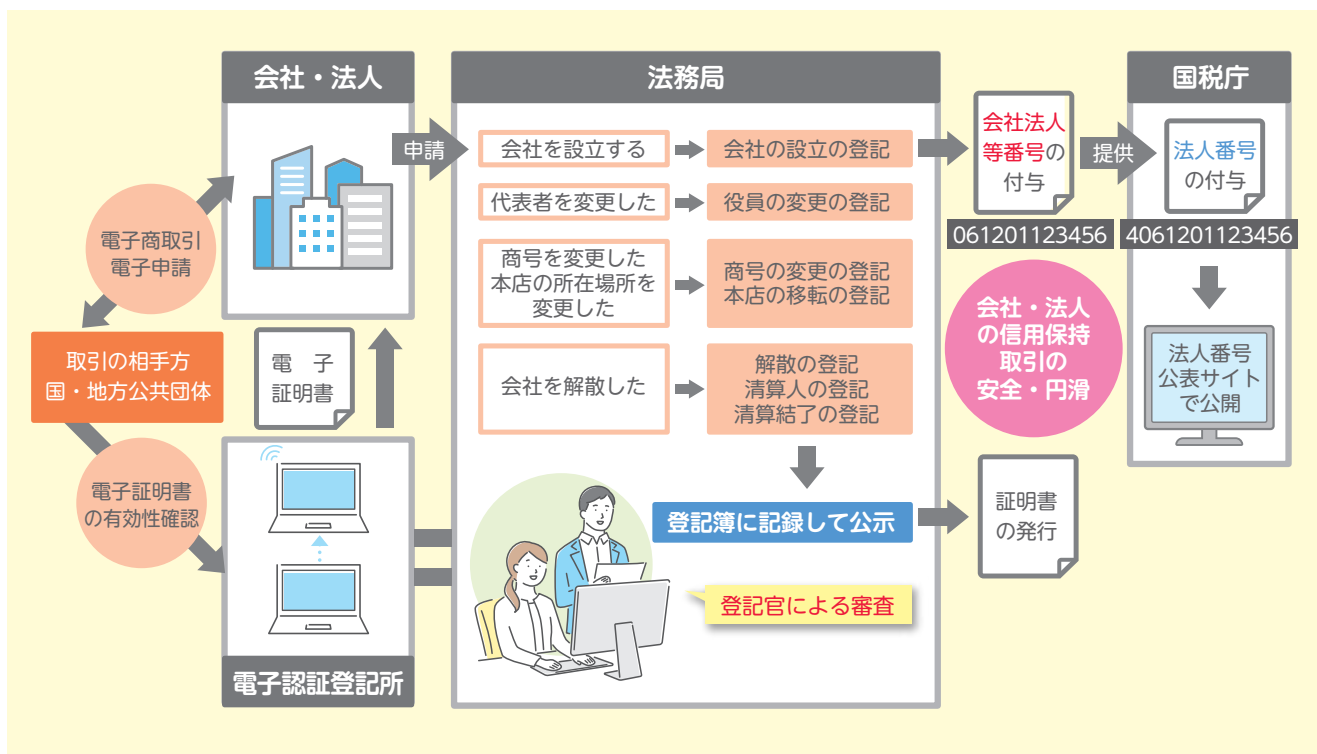 会社・法人
法務局
国税庁
申請
会社を設立する
会社の設立の登記
代表者を変更した
役員の変更の登記
商号を変更した
本店の所在場所を
変更した
商号の変更の登記
本店の移転の登記
会社を解散した
解散の登記
清算人の登記
清算結了の登記
登記簿に記録して公示
登記官による審査
会社法人
等番号の
付与
提供
法人番号
の付与
061201123456
4061201123456
会社・法人
の信用保持
取引の
安全・円滑
法人番号
公表サイト
で公開
証明書
の発行
電子商取引
電子申請
取引の相手方
国・地方公共団体
電　子
証明書
電子証明書
の有効性確認
電子認証登記所